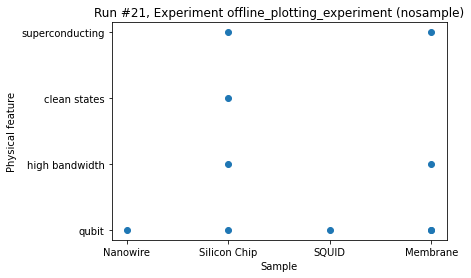 Run #21, Experiment offline_plotting_experiment (nosample)
superconducting
clean states
high bandwidth
qubit
Physical feature
Nanowire
Silicon Chip
SQUID
Membrane
Sample